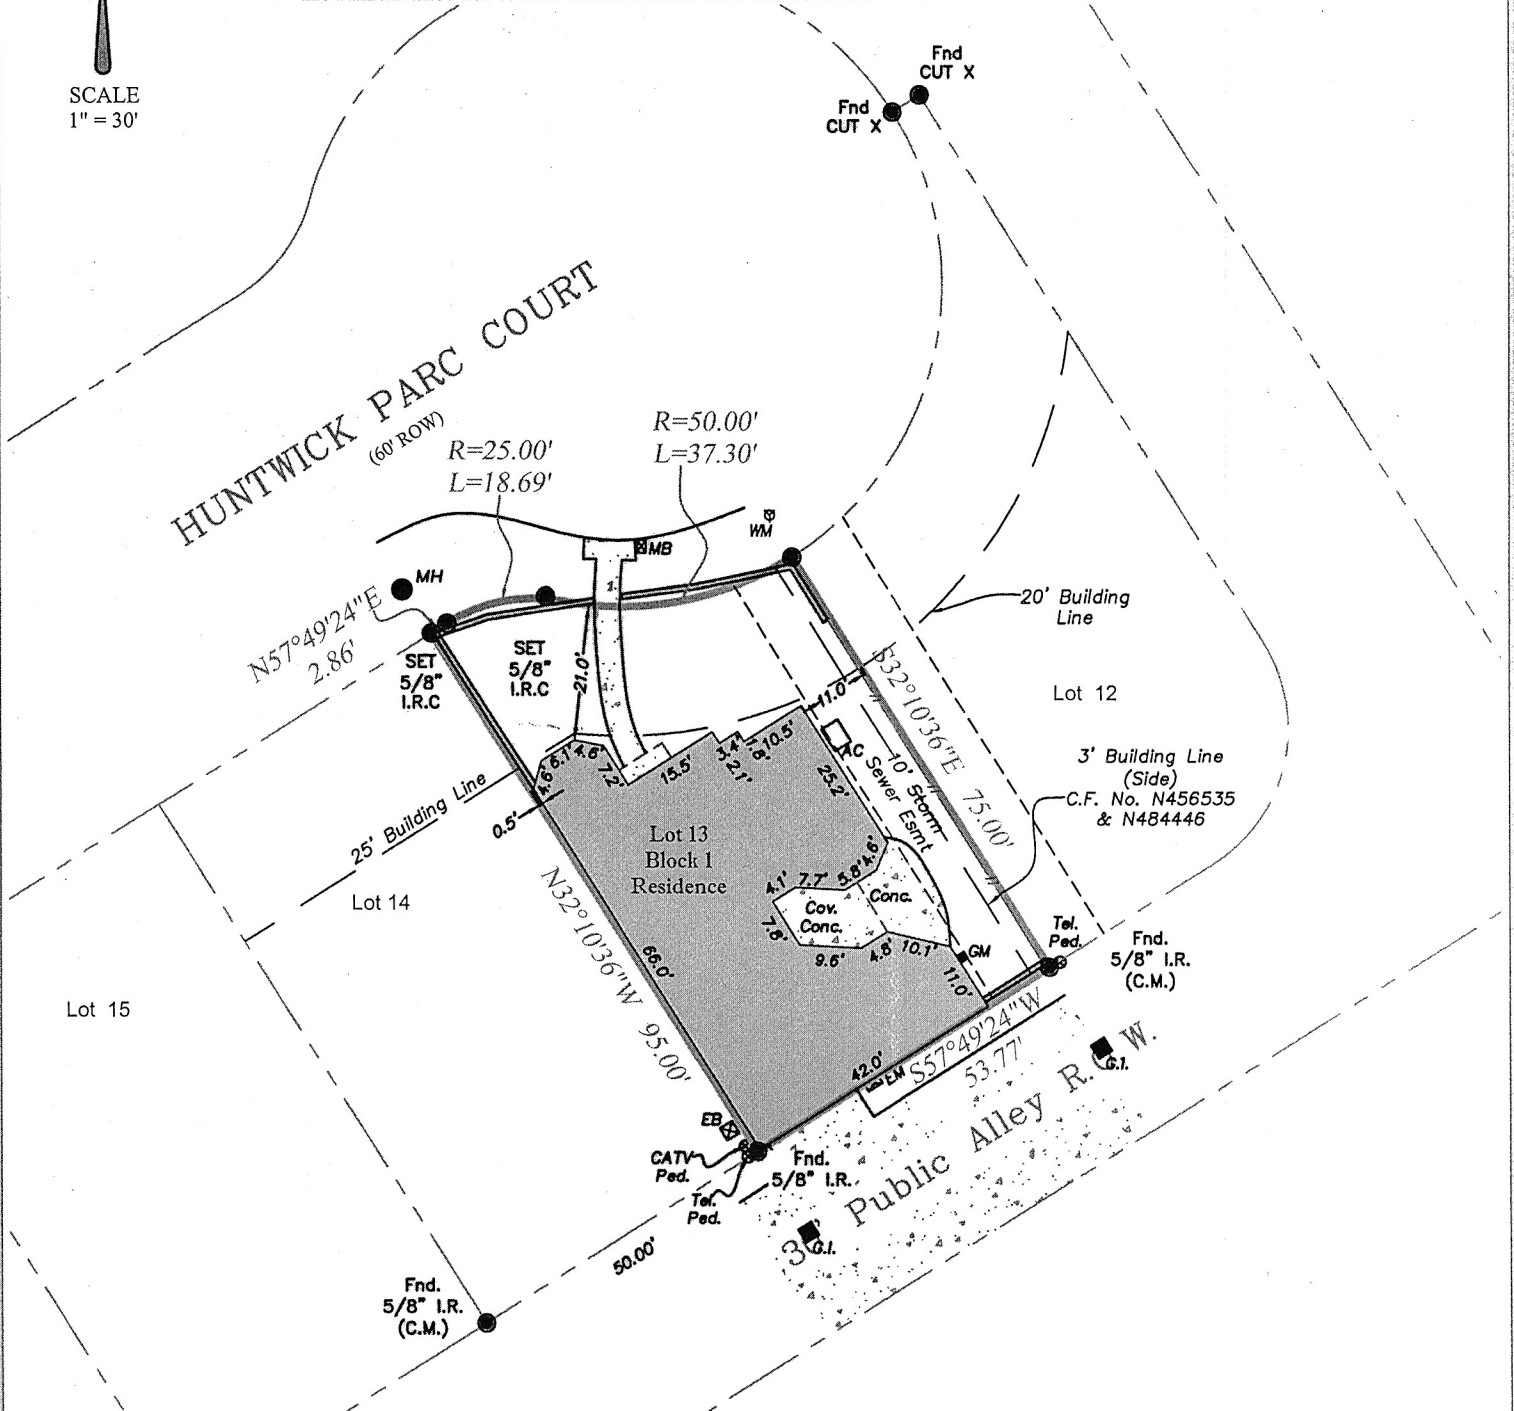 Fnd
CUT X
SCALE
1" = 30'
Fnd
CUT X
HUNTWICK PARC COURT
(60' ROW)
R=25.00'
L=18.69'
R=50.00'
L=37.30'
WM
MB
MH
1
N57°49'24"E
2.86'
20' Building
Line
SET
5/8"
I.R.C
SET
5/8"
I.R.C
21.0'
11.0'
S32°10'36"E 75.00'
Lot 12
3' Building Line
(Side)
C.F. No. N456535
& N484446
4.6'
6.1'
4.6'
7.2'
15.5'
3.4'
2.1'
1.8'
10.5'
AC
25.2'
10' Storm
Sewer Esmt
25' Building Line
0.5'
Lot 13
Block 1
Residence
Lot 14
4.1'
7.7'
5.8'
4.6'
Cov.
Conc.
Conc.
7.8'
9.6'
4.8'
10.1'
GM
11.0'
N32°10'36"W 95.00'
66.0'
Tel.
Ped.
Fnd.
5/8" I.R.
(C.M.)
Lot 15
S57°49'24"W
53.77'
42.0'
EM
G.I.
EB
CATV
Ped.
Tel.
Ped.
Fnd.
5/8" I.R.
30' Public Alley R.O.W.
G.I.
50.00'
Fnd.
5/8" I.R.
(C.M.)